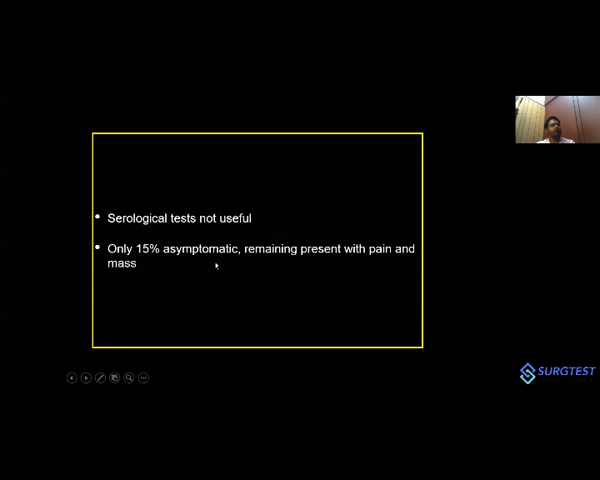 Serological tests not useful
Only 15% asymptomatic, remaining present with pain and
mass
SURGTEST